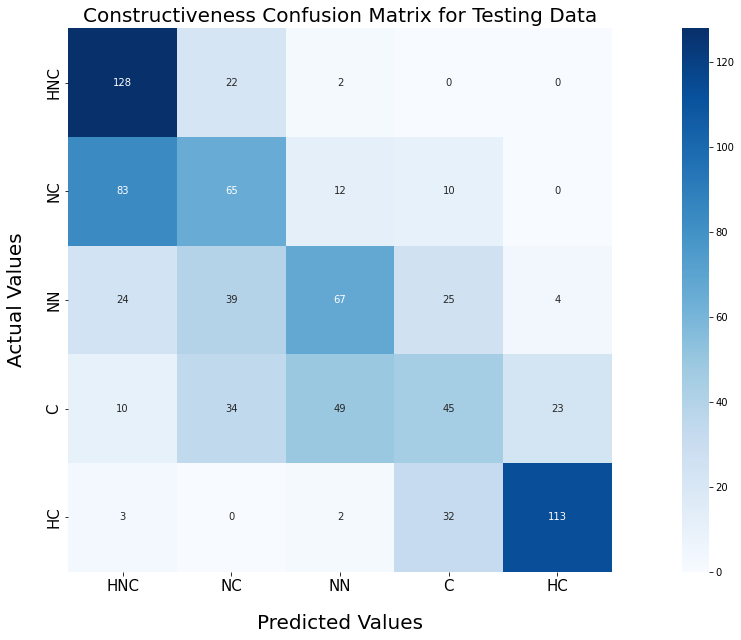 Constructiveness Confusion Matrix for Testing Data
HNC 128 22 2 0 0
NC 83 65 12 10 0
NN 24 39 67 25 4
C 10 34 49 45 23
HC 3 0 2 32 113
HNC NC NN C HC
Actual Values
Predicted Values
120
100
80
60
40
20
0